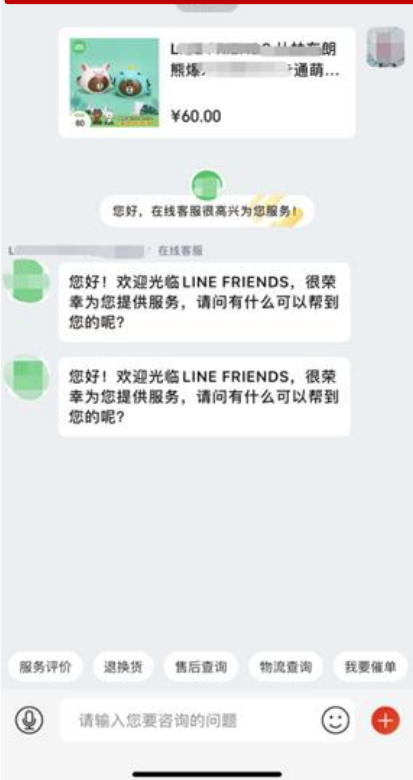 朗
熊爆
通萌...
¥60.00
60
您好，在线客服很高兴为您服务！
L
在线客服
您好！欢迎光临LINE FRIENDS，很荣
幸为您提供服务，请问有什么可以帮到
您的呢？
您好！欢迎光临LINE FRIENDS，很荣
幸为您提供服务，请问有什么可以帮到
您的呢？
服务评价 退换货 售后查询 物流查询 我要催单
请输入您要咨询的问题